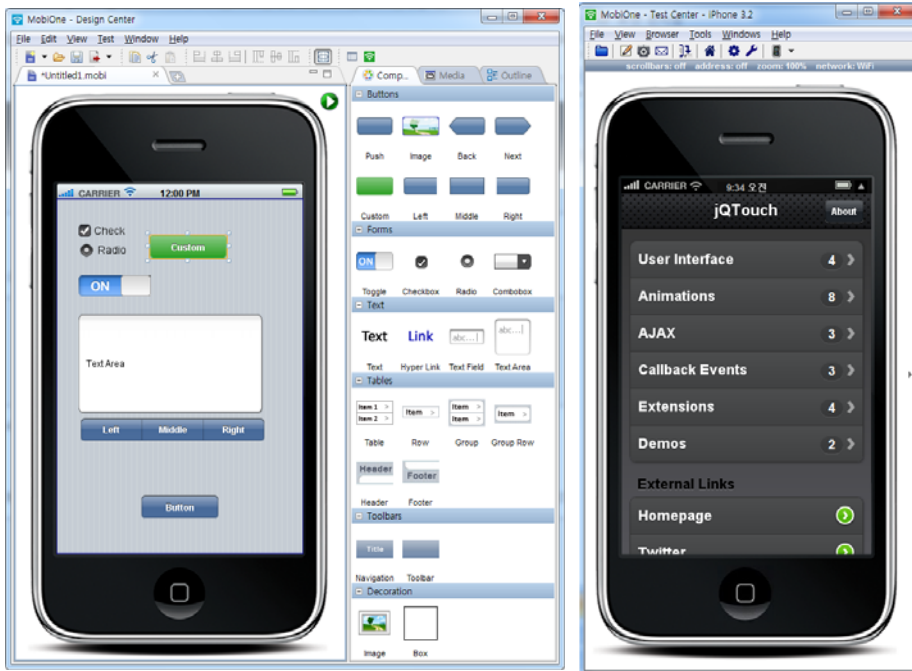 MobiOne - Design Center
File Edit View Test Window Help
*Untitled1.mobi
Comp... Media Outline
CARRIER 12:00 PM
Check
Radio
Custom
ON
Text Area
Left Middle Right
Button
Buttons
Push Image Back Next
Custom Left Middle Right
Forms
ON
Toggle Checkbox Radio Combobox
Text
Text Link abc...| abc...|
Text Hyper Link Text Field Text Area
Tables
Item 1 > Item > Item > Item >
Item 2 > Item >
Table Row Group Group Row
Header Footer
Header Footer
Toolbars
Title
Navigation Toolbar
Decoration
Image Box
MobiOne - Test Center - iPhone 3.2
File View Browser Tools Windows Help
scrollbars: off address: off zoom: 100% network: WiFi
CARRIER 9:34 오전
jQTouch About
User Interface 4
Animations 8
AJAX 3
Callback Events 3
Extensions 4
Demos 2
External Links
Homepage
Twitter